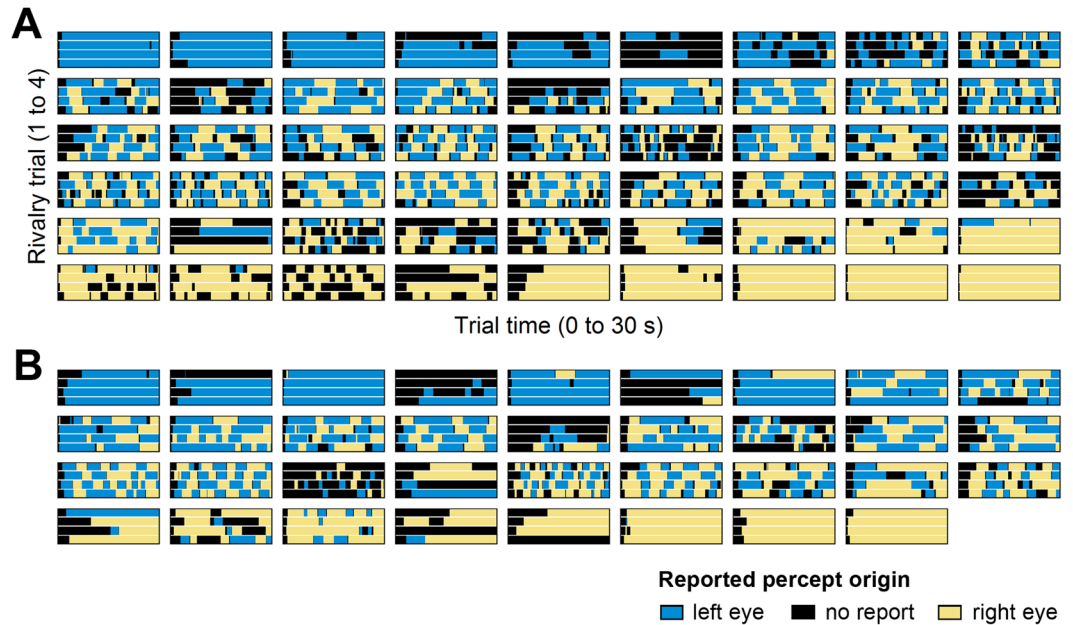 A
Rivalry trial (1 to 4)
Trial time (0 to 30 s)
B
Reported percept origin
left eye
no report
right eye